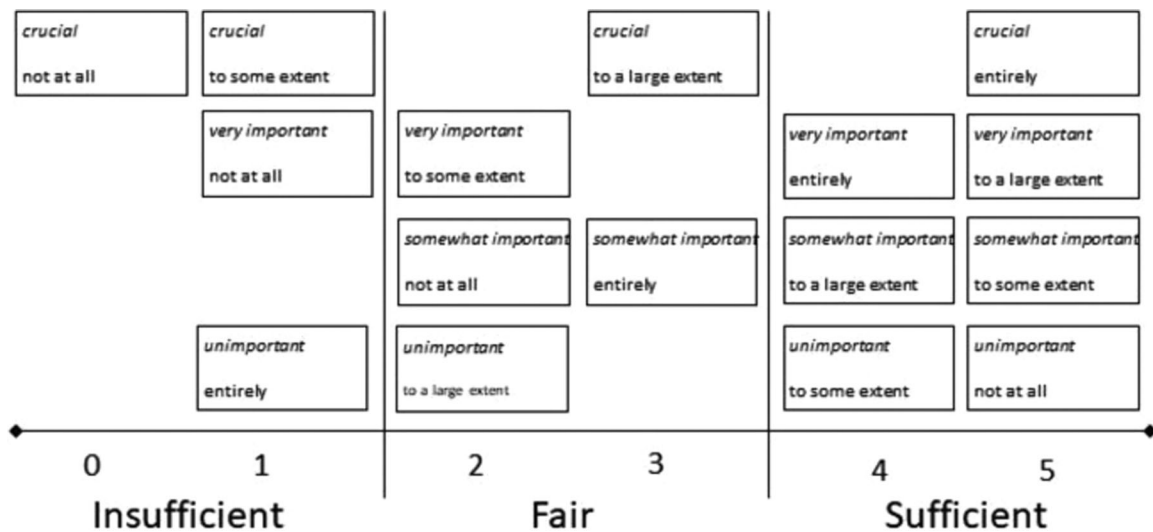 crucial
not at all
crucial
to some extent
crucial
to a large extent
crucial
entirely
very important
not at all
very important
to some extent
very important
entirely
very important
to a large extent
somewhat important
not at all
somewhat important
entirely
somewhat important
to a large extent
somewhat important
to some extent
unimportant
entirely
unimportant
to a large extent
unimportant
to some extent
unimportant
not at all
0 1 2 3 4 5
Insufficient Fair Sufficient